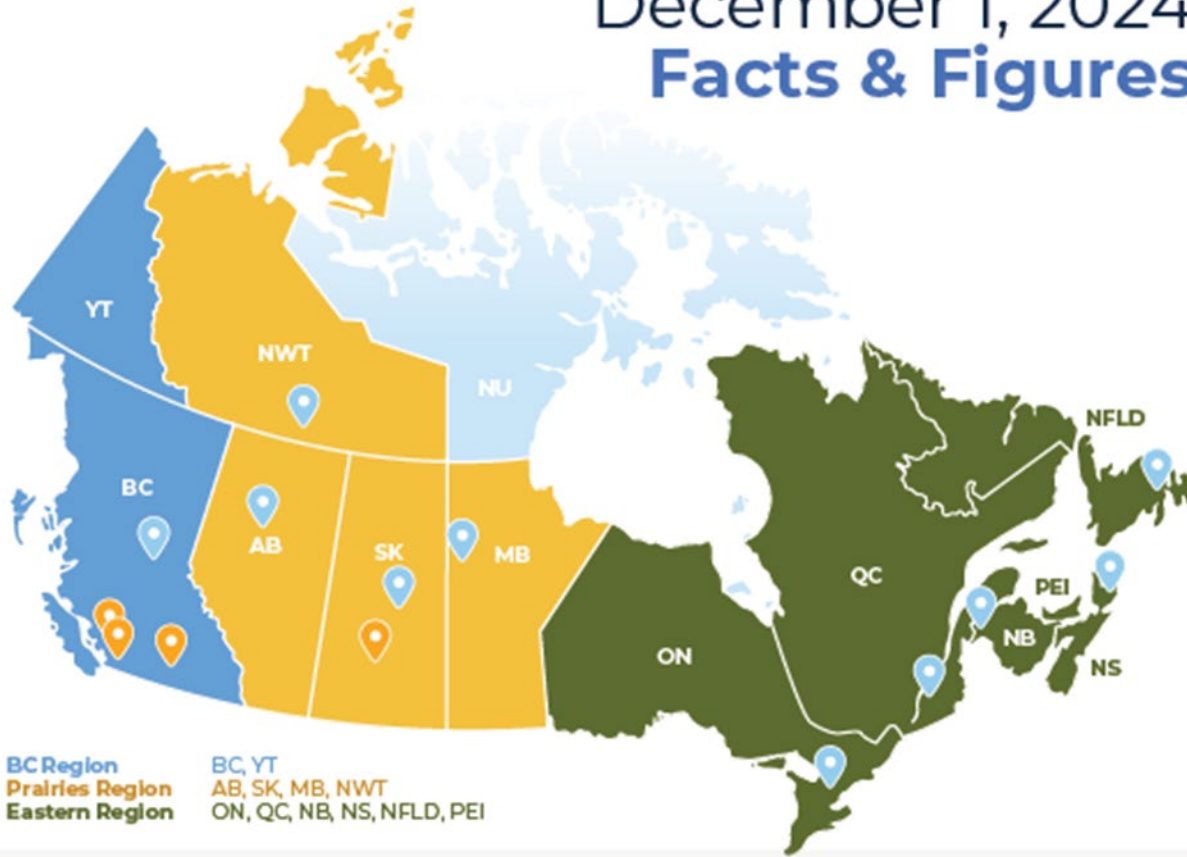 December 1, 2024
Facts & Figures
YT
NWT
NU
NFLD
BC
AB
SK
MB
QC
PEI
NB
ON
NS
BC Region BC, YT
Prairies Region AB, SK, MB, NWT
Eastern Region ON, QC, NB, NS, NFLD, PEI